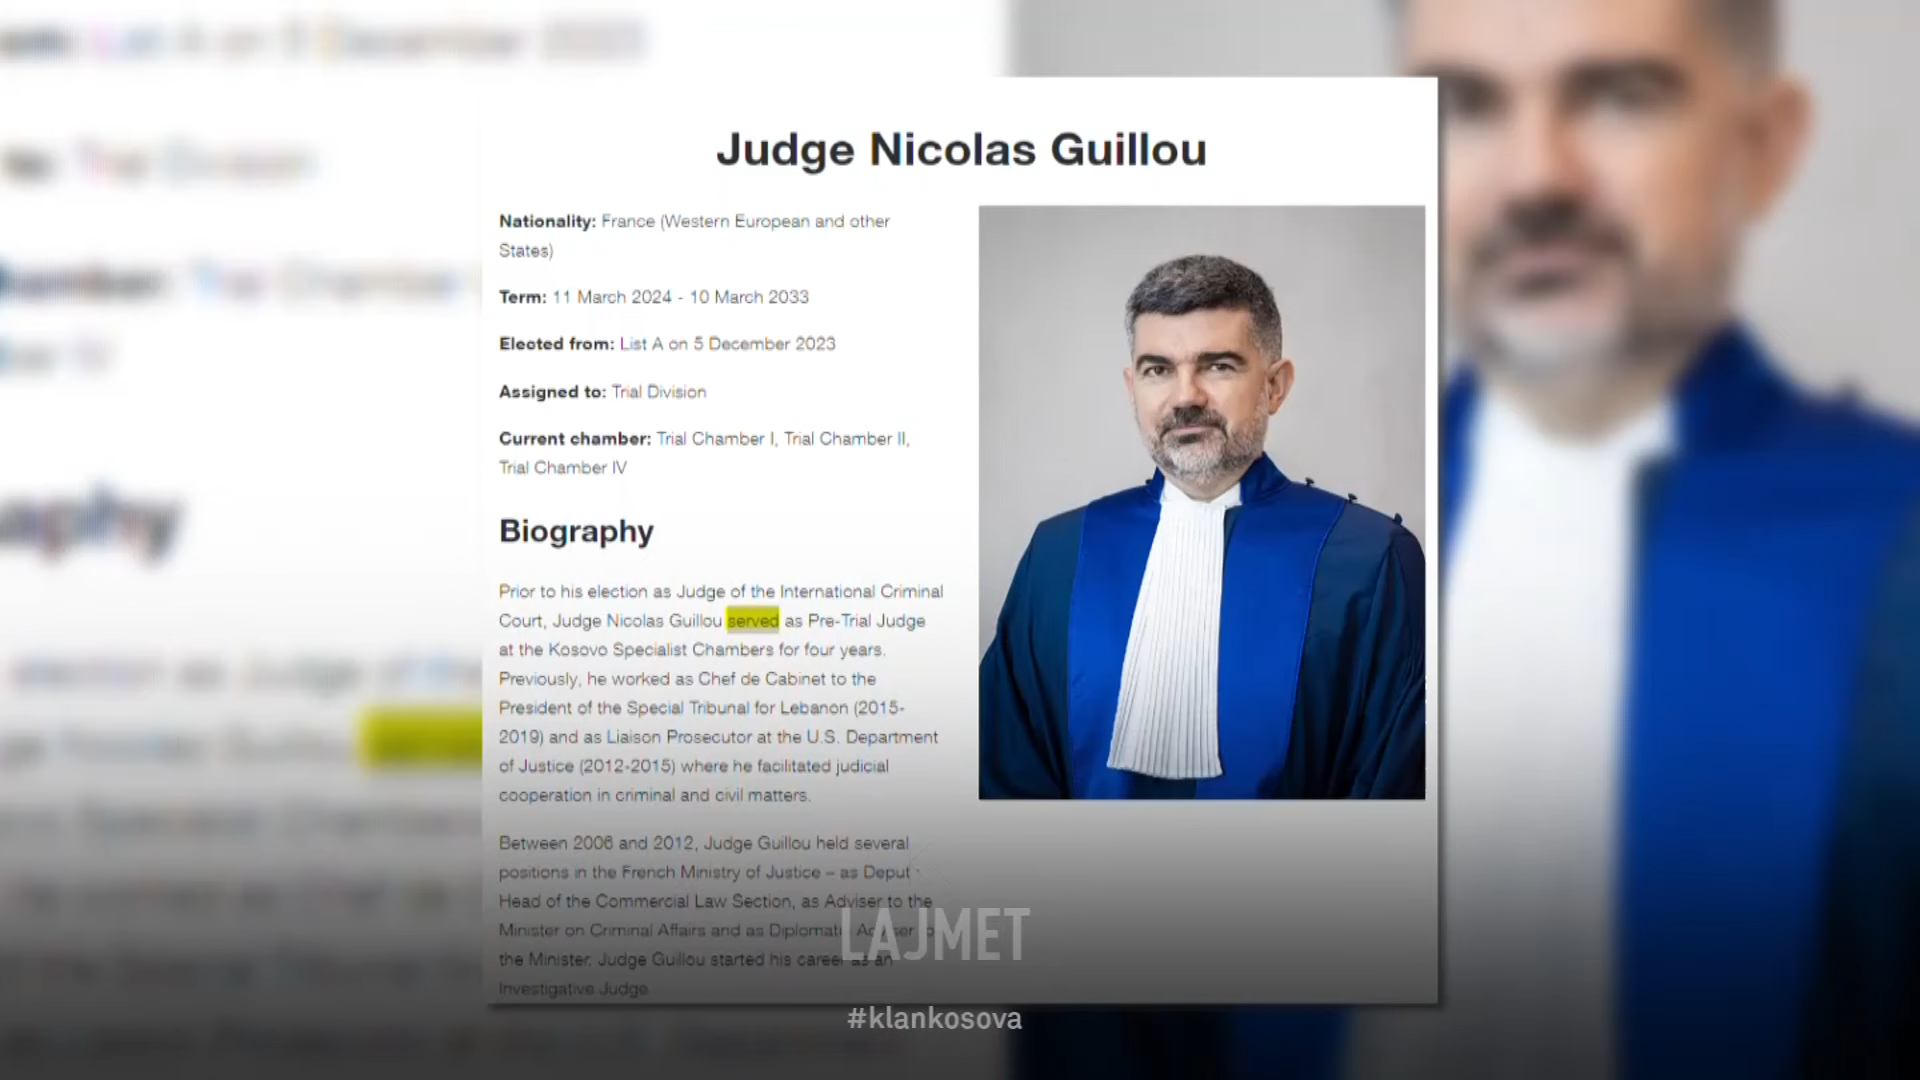 Judge Nicolas Guillou
Nationality: France (Western European and other
States)
Term: 11 March 2024 - 10 March 2033
Elected from: List A on 5 December 2023
Assigned to: Trial Division
Current chamber: Trial Chamber I, Trial Chamber II,
Trial Chamber IV
Biography
Prior to his election as Judge of the International Criminal
Court, Judge Nicolas Guillou served as Pre-Trial Judge
at the Kosovo Specialist Chambers for four years.
Previously, he worked as Chef de Cabinet to the
President of the Special Tribunal for Lebanon (2015-
2019) and as Liaison Prosecutor at the U.S. Department
of Justice (2012-2015) where he facilitated judicial
cooperation in criminal and civil matters.
Between 2006 and 2012, Judge Guillou held several
positions in the French Ministry of Justice – as Deput
Head of the Commercial Law Section, as Adviser to the
Minister on Criminal Affairs and as Diplomatic Adviser
the Minister. Judge Guillou started his career as an
Investigative Judge
LAJMET
#klankosova